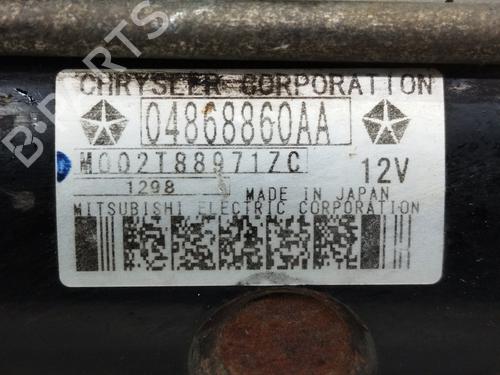 CHRYSLER CORPORATION
04868860AA
M002T88971ZC
12V
1298
MADE IN JAPAN
MITSUBISHI ELECTRIC CORPORATION
B-PARTS